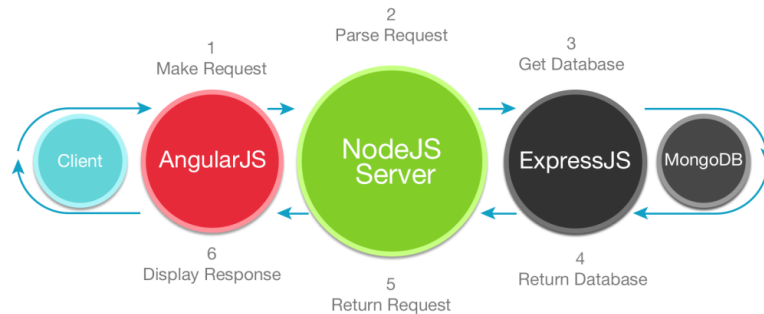 2
Parse Request
1
Make Request
3
Get Database
Client
AngularJS
NodeJS
Server
ExpressJS
MongoDB
6
Display Response
5
Return Request
4
Return Database